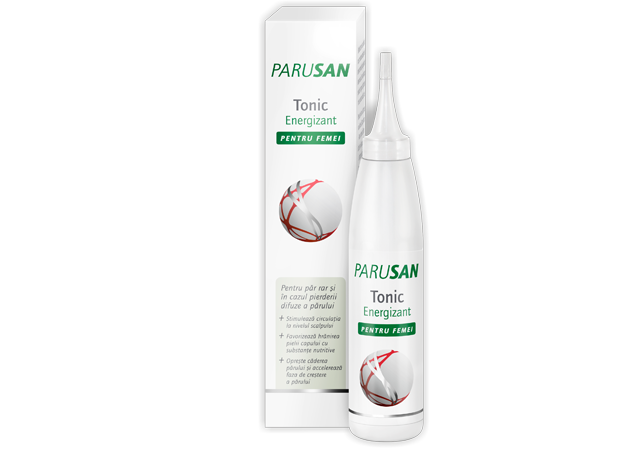 PARUSAN
Tonic
Energizant
PENTRU FEMEI
Pentru păr rar și
în cazul pierderii
difuze a părului
+ Stimulează circulația
la nivelul scalpului
+ Favorizează hrănirea
pielii capului cu
substanțe nutritive
+ Oprește căderea
părului și accelerează
faza de creștere
a părului
PARUSAN
Tonic
Energizant
PENTRU FEMEI